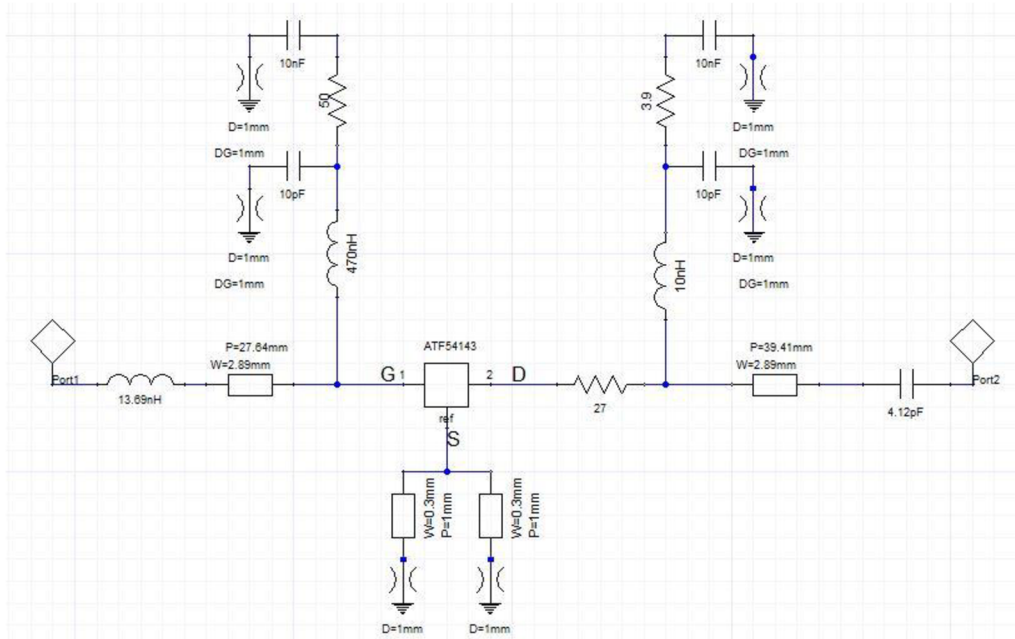 10nF
10nF
50
3.9
D=1mm
D=1mm
DG=1mm
DG=1mm
10pF
10pF
470nH
10nH
D=1mm
D=1mm
DG=1mm
DG=1mm
ATF54143
P=27.64mm
W=2.89mm
P=39.41mm
W=2.89mm
Port1
G
1
2
D
Port2
13.69nH
27
4.12pF
ref
S
W=0.3mm
P=1mm
W=0.3mm
P=1mm
D=1mm
D=1mm